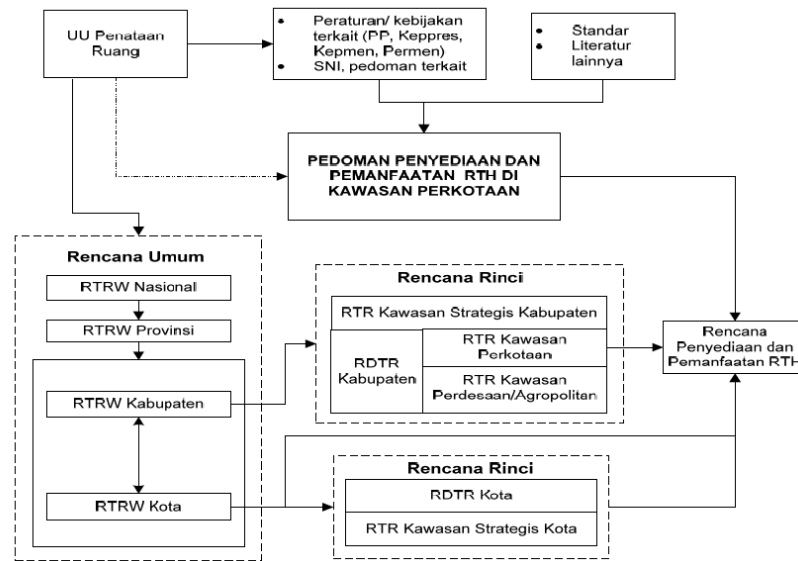 UU Penataan
Ruang
• Peraturan/ kebijakan
terkait (PP, Keppres,
Kepmen, Permen)
• SNI, pedoman terkait
• Standar
• Literatur
lainnya
PEDOMAN PENYEDIAAN DAN
PEMANFAATAN RTH DI
KAWASAN PERKOTAAN
Rencana Umum
RTRW Nasional
RTRW Provinsi
RTRW Kabupaten
RTRW Kota
Rencana Rinci
RTR Kawasan Strategis Kabupaten
RDTR
Kabupaten
RTR Kawasan
Perkotaan
RTR Kawasan
Perdesaan/Agropolitan
Rencana Rinci
RDTR Kota
RTR Kawasan Strategis Kota
Rencana
Penyediaan dan
Pemanfaatan RTH